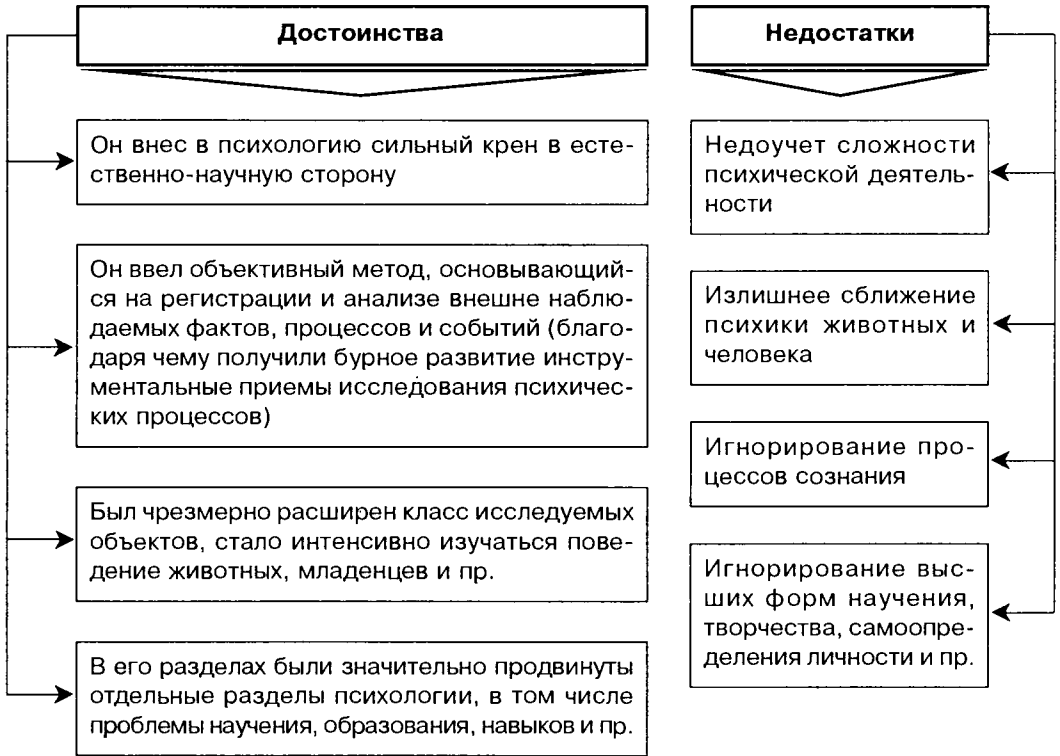 Достоинства
Он внес в психологию сильный крен в есте-
ственно-научную сторону
Он ввел объективный метод, основывающий-
ся на регистрации и анализе внешне наблю-
даемых фактов, процессов и событий (благо-
даря чему получили бурное развитие инстру-
ментальные приемы исследования психичес-
ких процессов)
Был чрезмерно расширен класс исследуемых
объектов, стало интенсивно изучаться пове-
дение животных, младенцев и пр.
В его разделах были значительно продвинуты
отдельные разделы психологии, в том числе
проблемы научения, образования, навыков и пр.
Недостатки
Недоучет сложности
психической деятель-
ности
Излишнее сближение
психики животных и
человека
Игнорирование про-
цессов сознания
Игнорирование выс-
ших форм научения,
творчества, самоопре-
деления личности и пр.